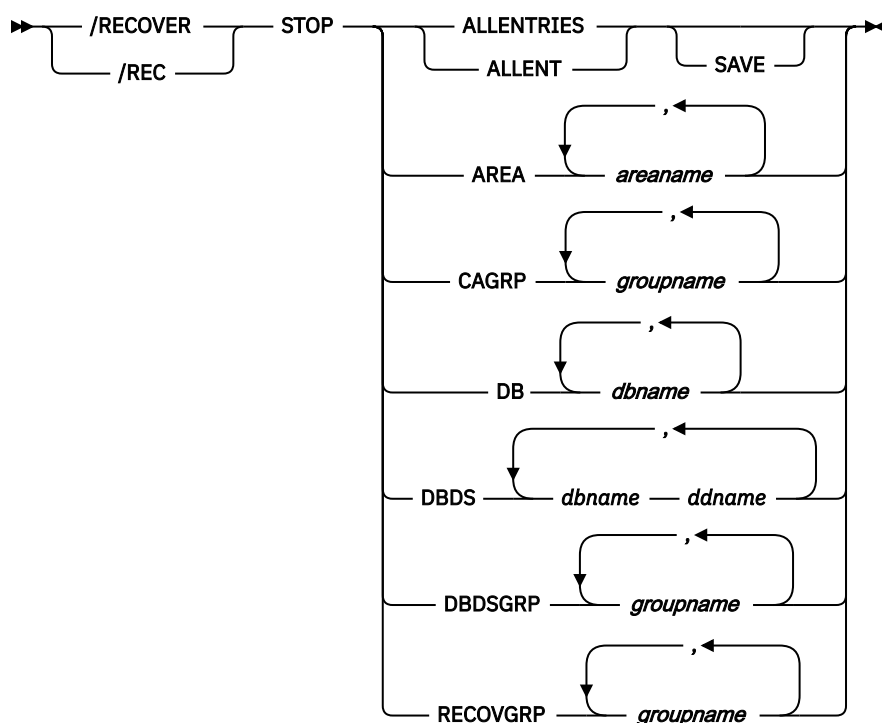 /RECOVER STOP ALLENTRIES
/REC ALLENT SAVE
,
AREA areaname
,
CAGRP groupname
,
DB dbname
,
DBDS dbname ddname
,
DBDSGRP groupname
,
RECOVGRP groupname